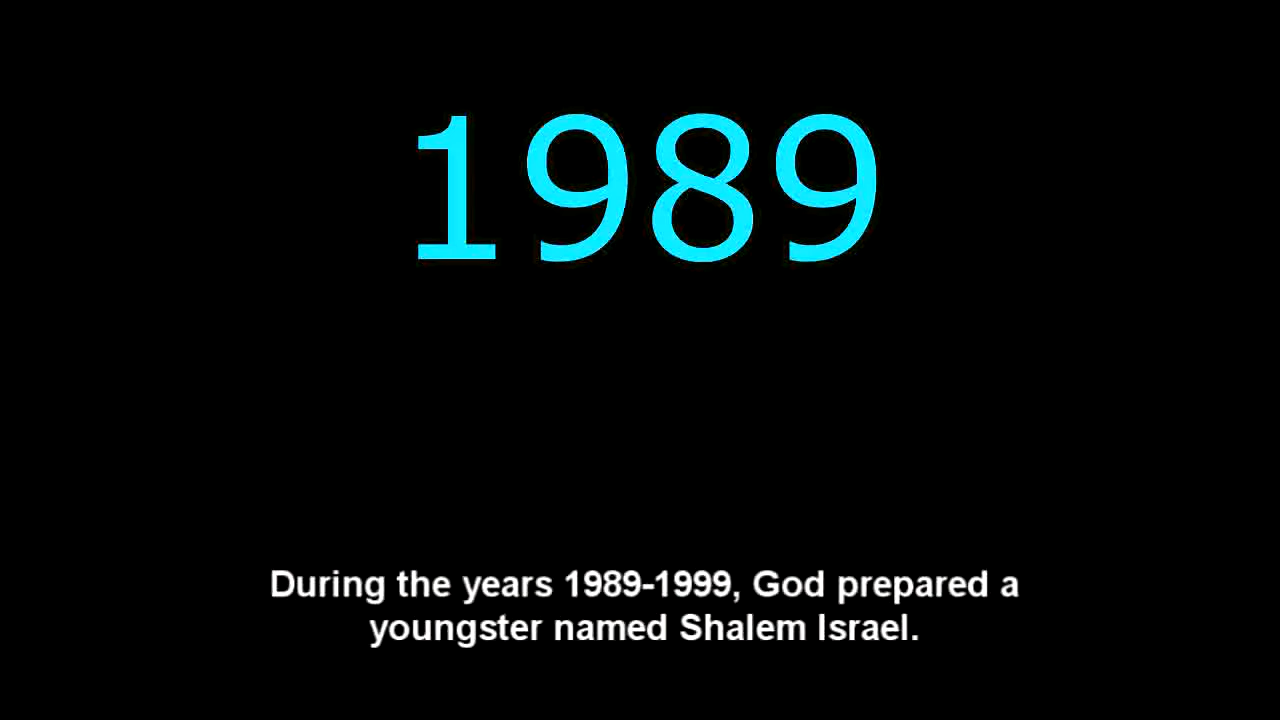 1989
During the years 1989-1999, God prepared a
youngster named Shalem Israel.